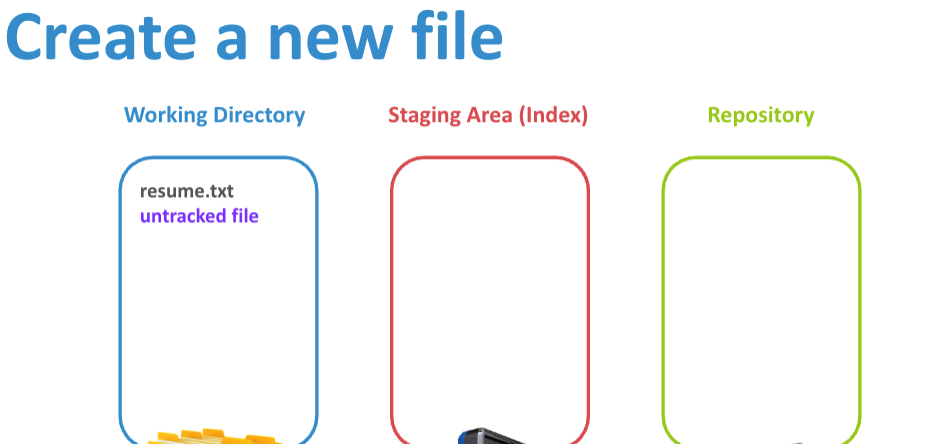 Create a new file
Working Directory
Staging Area (Index)
Repository
resume.txt
untracked file